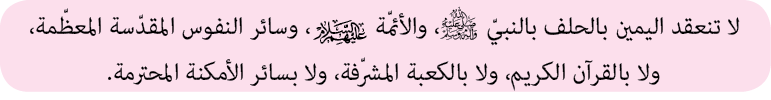 لا تنعقد اليمين بالحلف بالنبيّ ﷺ، والأئمّة عليهم السلام، وسائر النفوس المقدّسة المعظّمة،
ولا بالقرآن الكريم، ولا بالكعبة المشرّفة، ولا بسائر الأمكنة المحترمة.